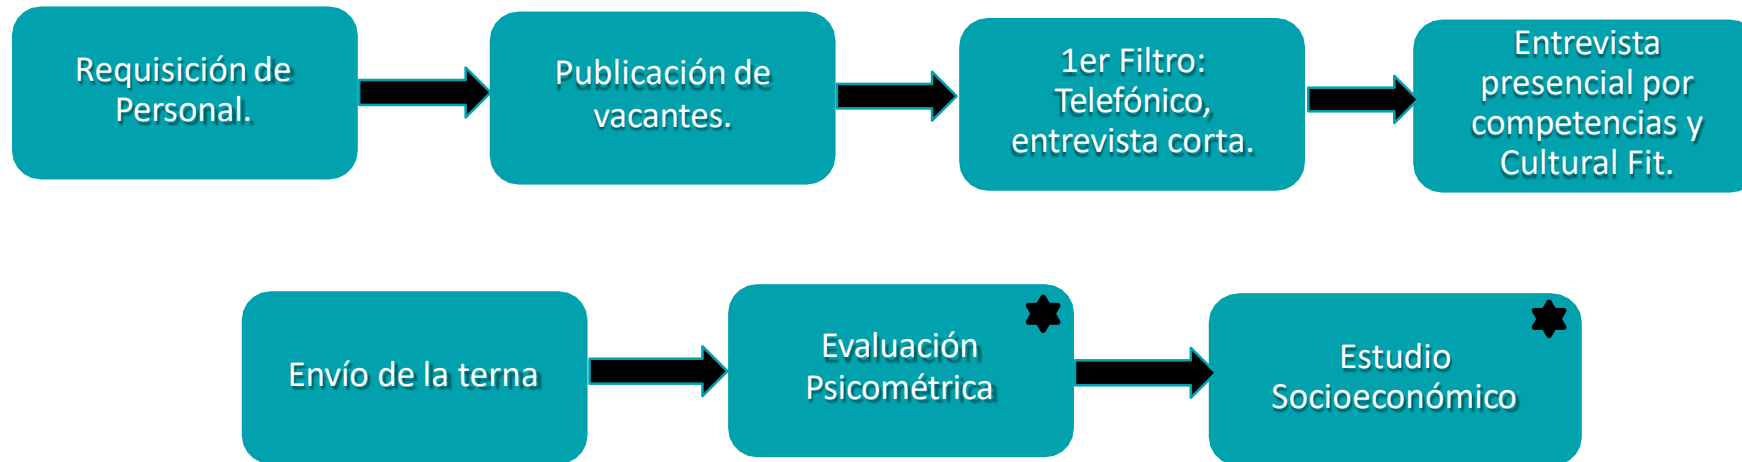 Requisición de
Personal.
Publicación de
vacantes.
1er Filtro:
Telefónico,
entrevista corta.
Entrevista
presencial por
competencias y
Cultural Fit.
Envío de la terna
Evaluación
Psicométrica
Estudio
Socioeconómico